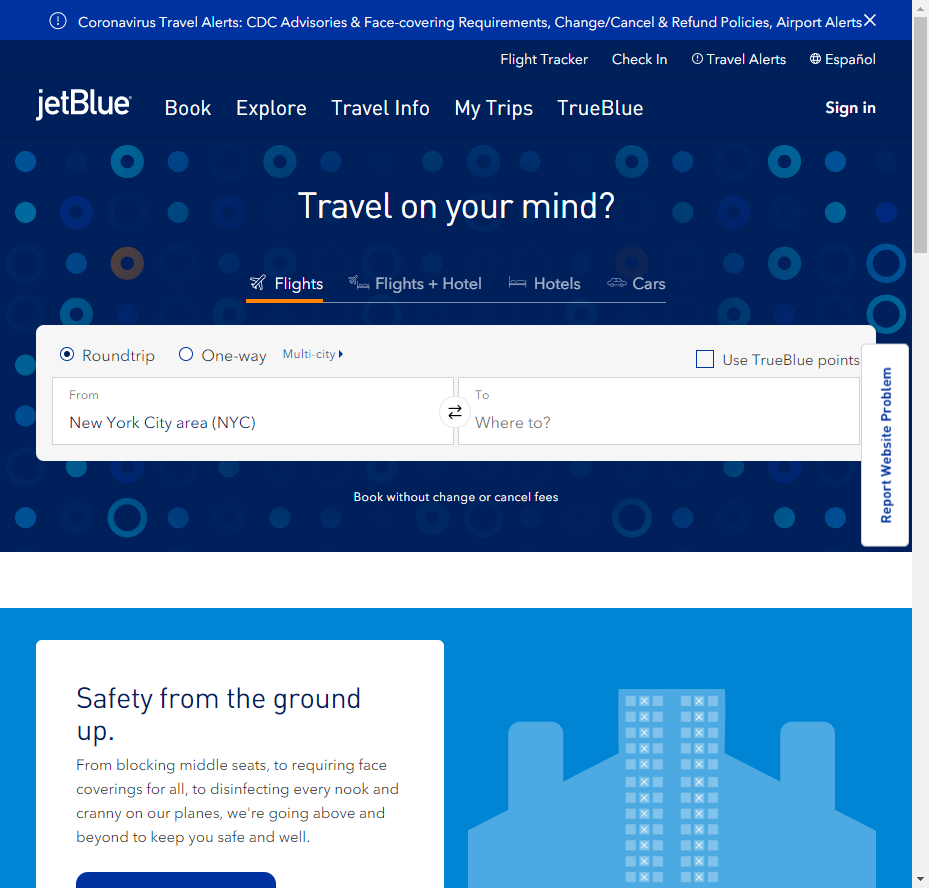 Coronavirus Travel Alerts: CDC Advisories & Face-covering Requirements, Change/Cancel & Refund Policies, Airport Alerts
Flight Tracker Check In Travel Alerts Español
jetBlue Book Explore Travel Info My Trips TrueBlue Sign in
Travel on your mind?
Flights Flights + Hotel Hotels Cars
Roundtrip One-way Multi-city Use TrueBlue points
From To
New York City area (NYC) Where to?
Report Website Problem
Book without change or cancel fees
Safety from the ground
up.
From blocking middle seats, to requiring face
coverings for all, to disinfecting every nook and
cranny on our planes, we're going above and
beyond to keep you safe and well.